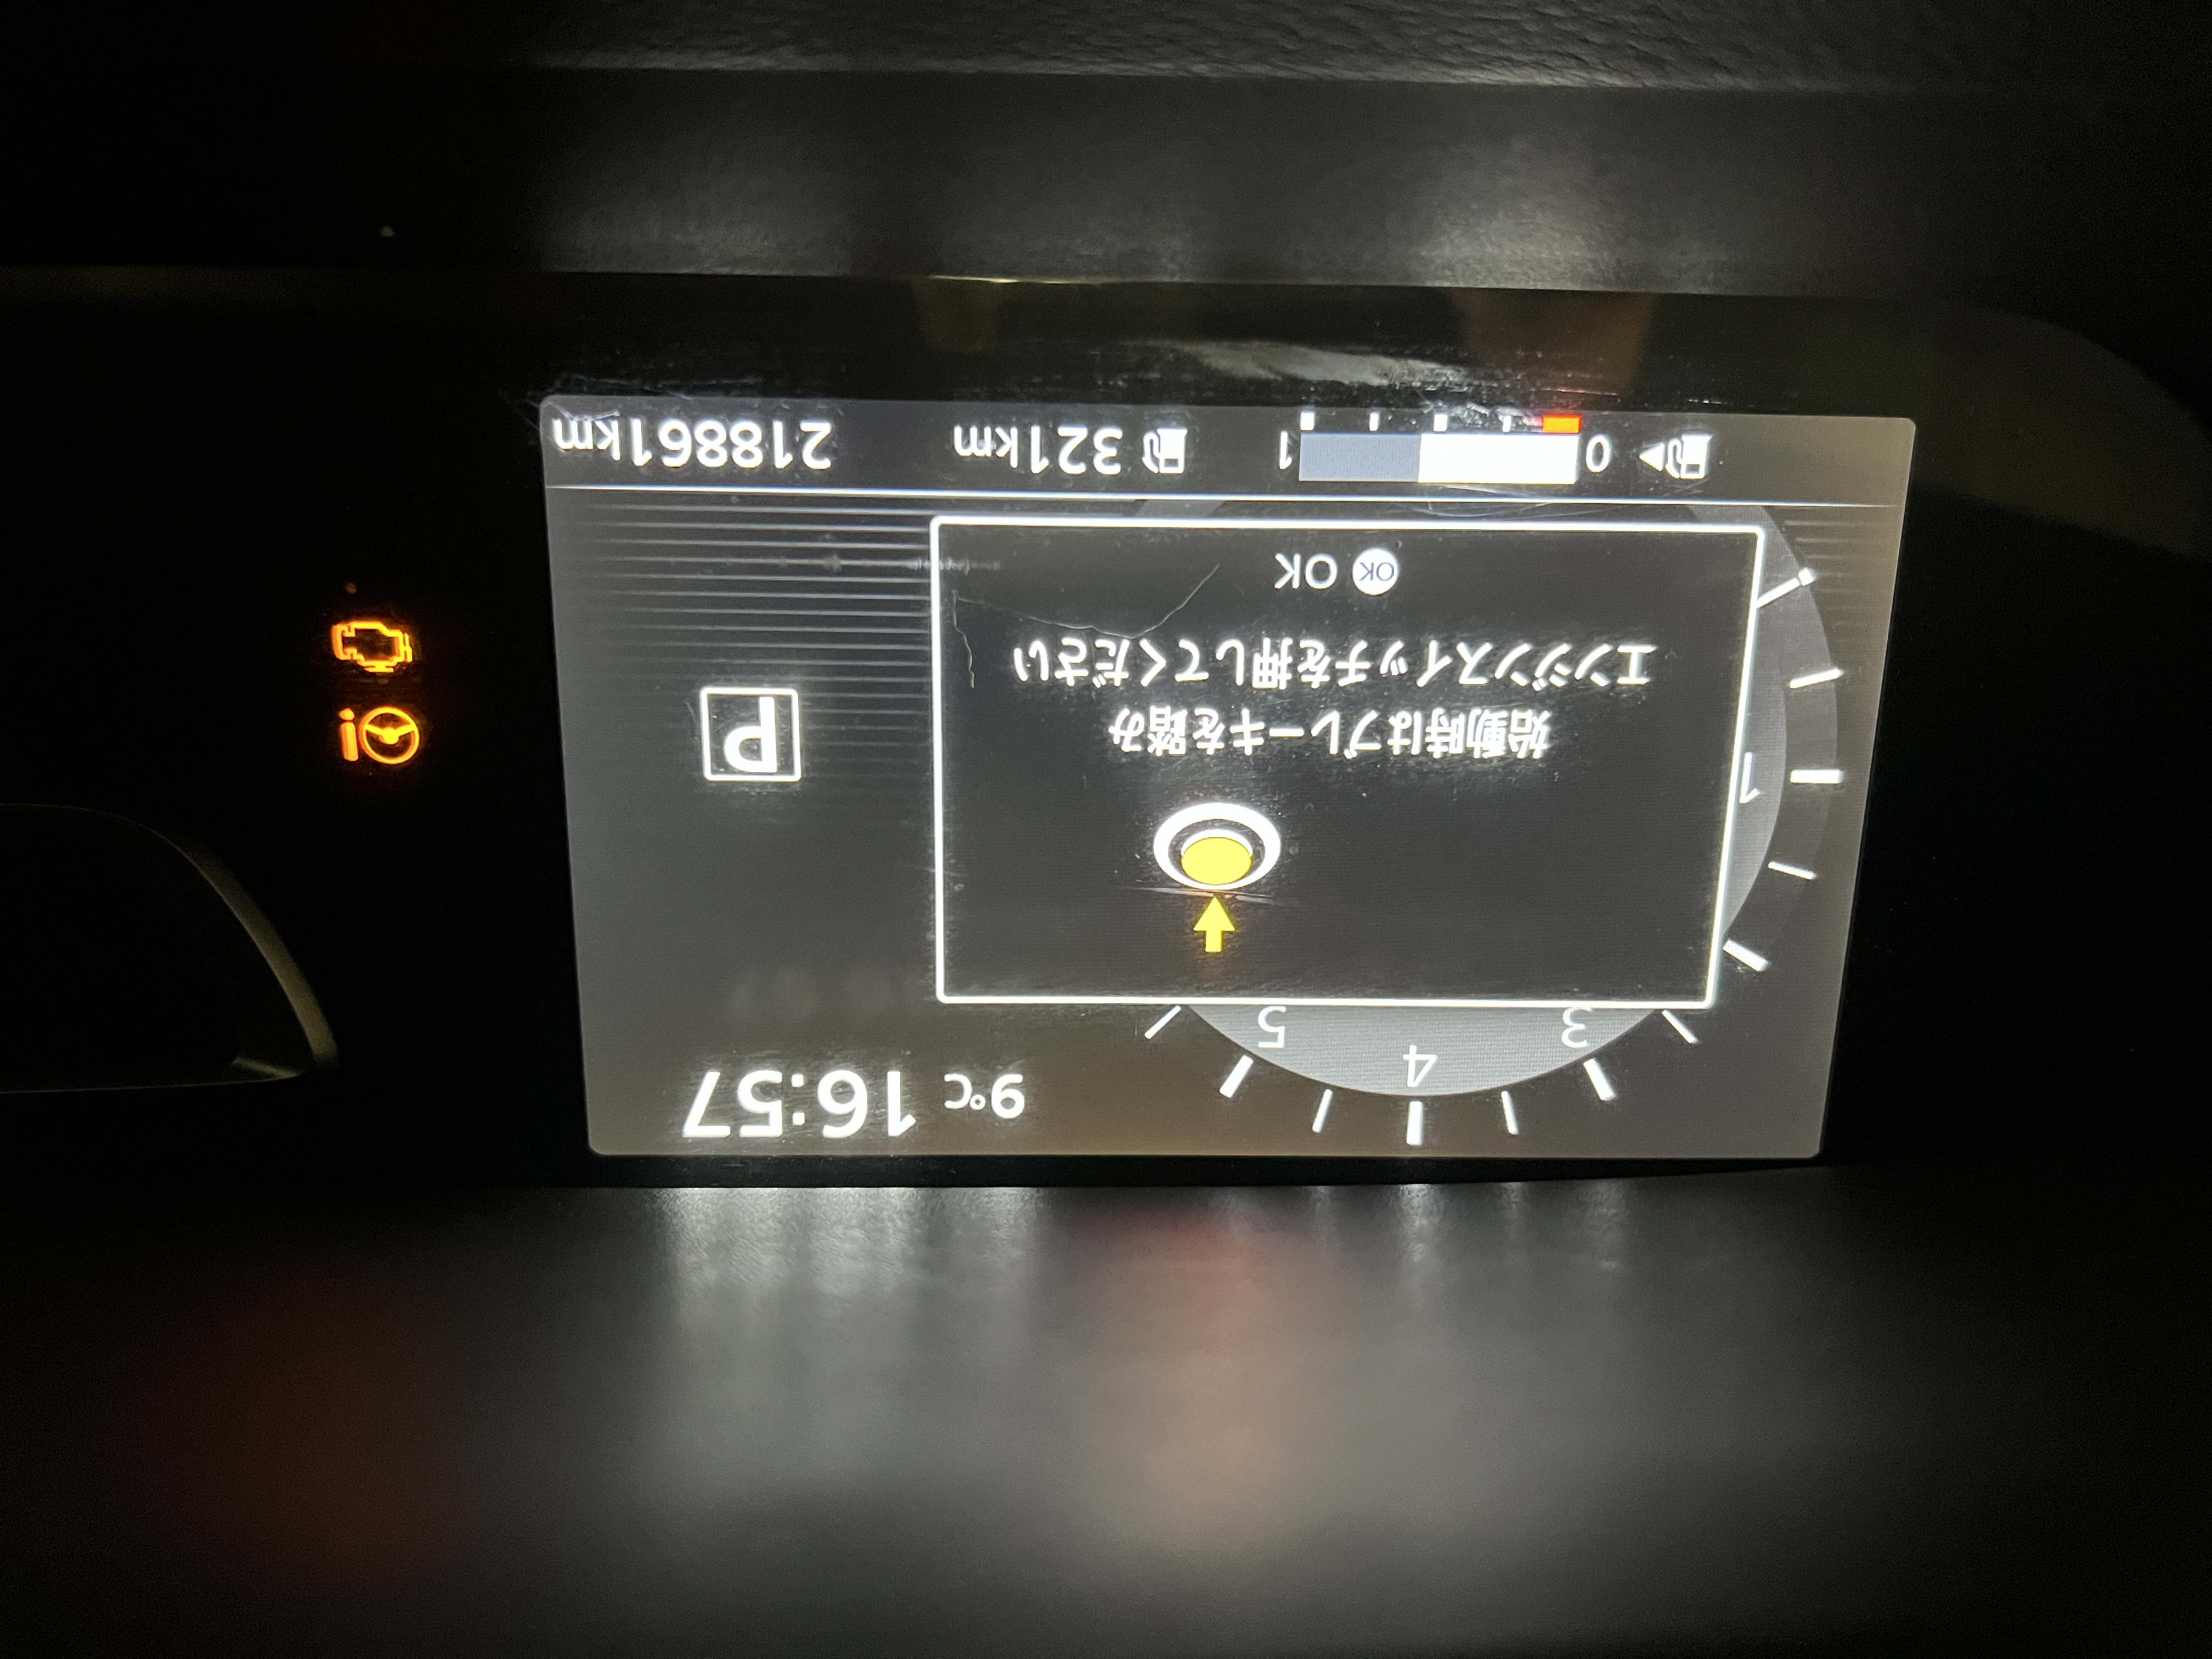 9℃ 16:57
3
4
5
1
始動時はブレーキを踏み
エンジンスイッチを押してください
OK OK
P
0
1
321km
218861km